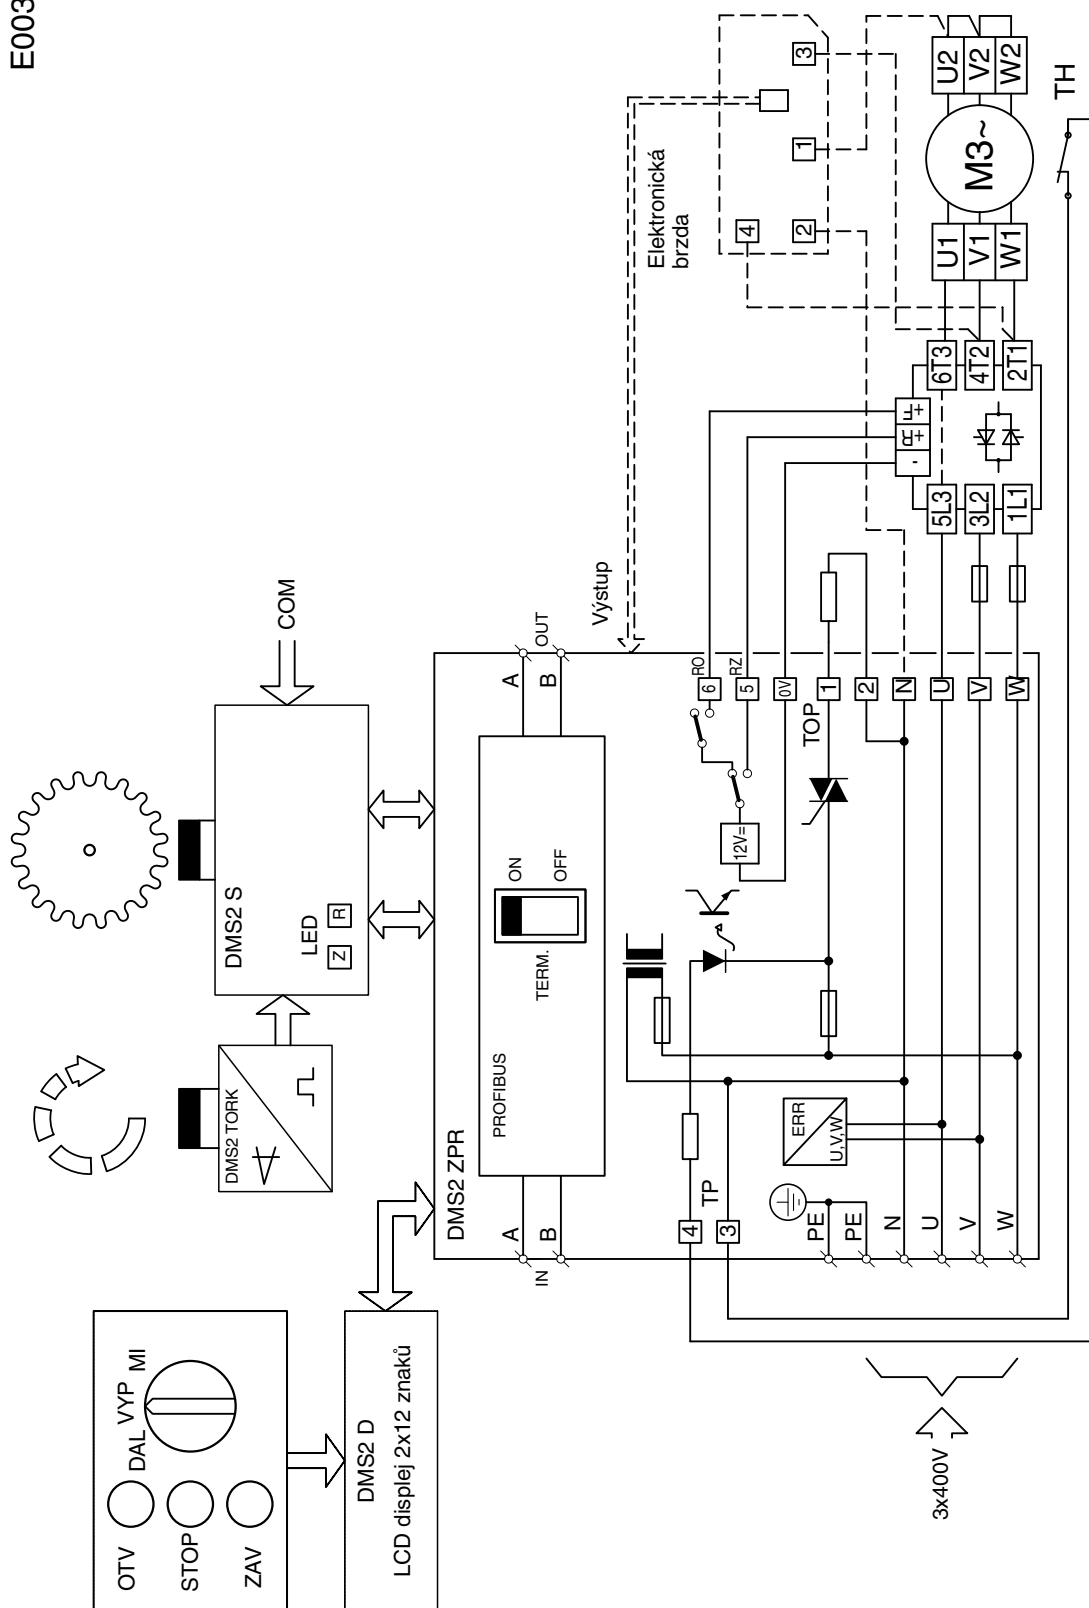 E003
OTV
STOP
ZAV
DAL
VYP
MI
DMS2 D
LCD displej 2x12 znaků
DMS2 TORK
DMS2 S
LED
Z
R
COM
DMS2 ZPR
PROFIBUS
TERM.
ON
OFF
A
B
IN
A
B
OUT
Výstup
Elektronická
brzda
4
3
TP
12V=
RO
6
RZ
5
0V
TOP
1
2
N
U
V
W
ERR
U,V,W
PE
PE
N
U
V
W
3x400V
-
+R
+F
5L3
3L2
1L1
6T3
4T2
2T1
4
2
1
3
U1
V1
W1
M3~
U2
V2
W2
TH